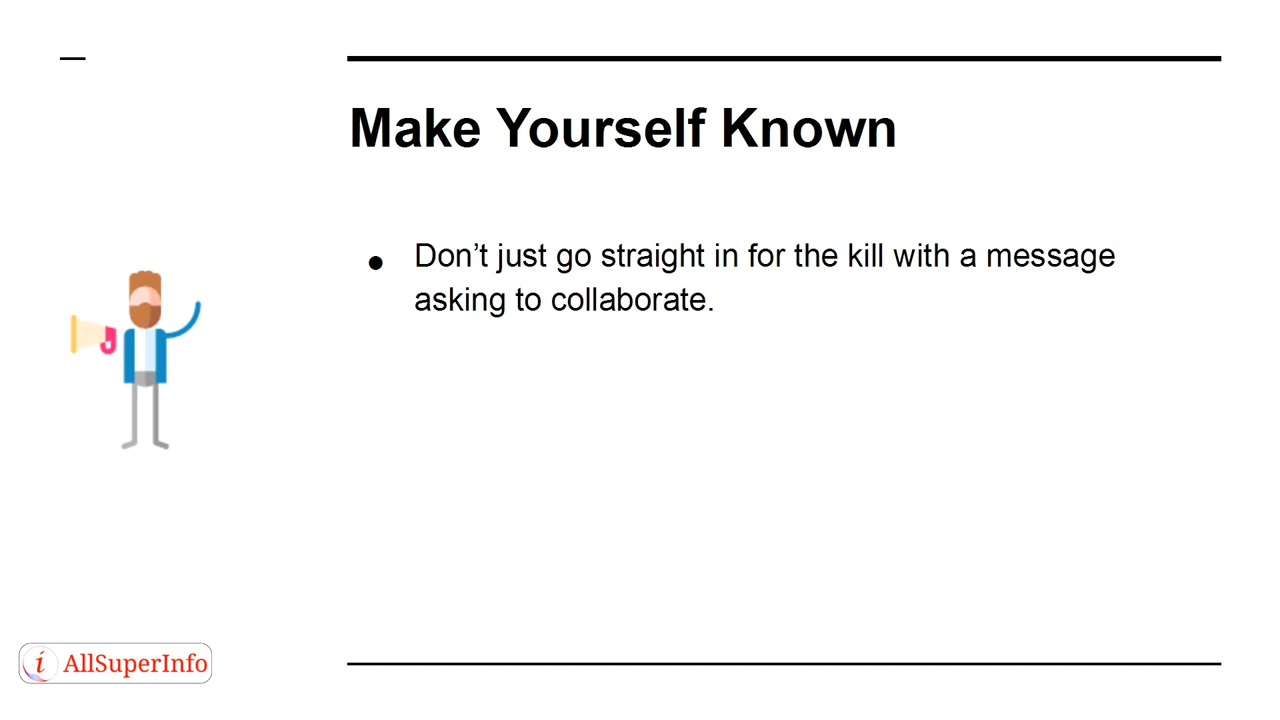 Make Yourself Known
● Don’t just go straight in for the kill with a message
asking to collaborate.
i AllSuperInfo